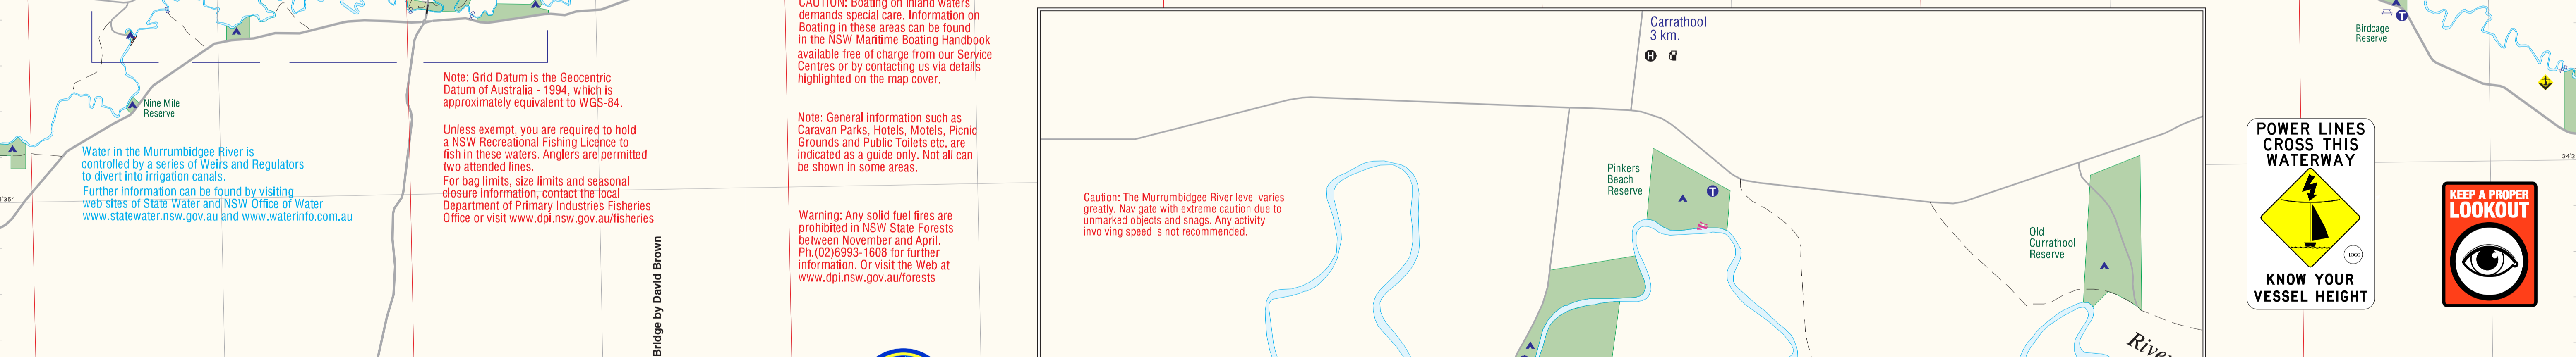 Nine Mile
Reserve
Water in the Murrumbidgee River is
controlled by a series of Weirs and Regulators
to divert into irrigation canals.
Further information can be found by visiting
web sites of State Water and NSW Office of Water
www.statewater.nsw.gov.au and www.waterinfo.com.au
Note: Grid Datum is the Geocentric
Datum of Australia - 1994, which is
approximately equivalent to WGS-84.
Unless exempt, you are required to hold
a NSW Recreational Fishing Licence to
fish in these waters. Anglers are permitted
two attended lines.
For bag limits, size limits and seasonal
closure information, contact the local
Department of Primary Industries Fisheries
Office or visit www.dpi.nsw.gov.au/fisheries
Bridge by David Brown
CAUTION: Boating on inland waters
demands special care. Information on
Boating in these areas can be found
in the NSW Maritime Boating Handbook
available free of charge from our Service
Centres or by contacting us via details
highlighted on the map cover.
Note: General information such as
Caravan Parks, Hotels, Motels, Picnic
Grounds and Public Toilets etc. are
indicated as a guide only. Not all can
be shown in some areas.
Warning: Any solid fuel fires are
prohibited in NSW State Forests
between November and April.
Ph.(02)6993-1608 for further
information. Or visit the Web at
www.dpi.nsw.gov.au/forests
Carrathool
3 km.
H
Caution: The Murrumbidgee River level varies
greatly. Navigate with extreme caution due to
unmarked objects and snags. Any activity
involving speed is not recommended.
Pinkers
Beach
Reserve
T
Old
Currathool
Reserve
River
T
Birdcage
Reserve
POWER LINES
CROSS THIS
WATERWAY
LOGO
KNOW YOUR
VESSEL HEIGHT
KEEP A PROPER
LOOKOUT